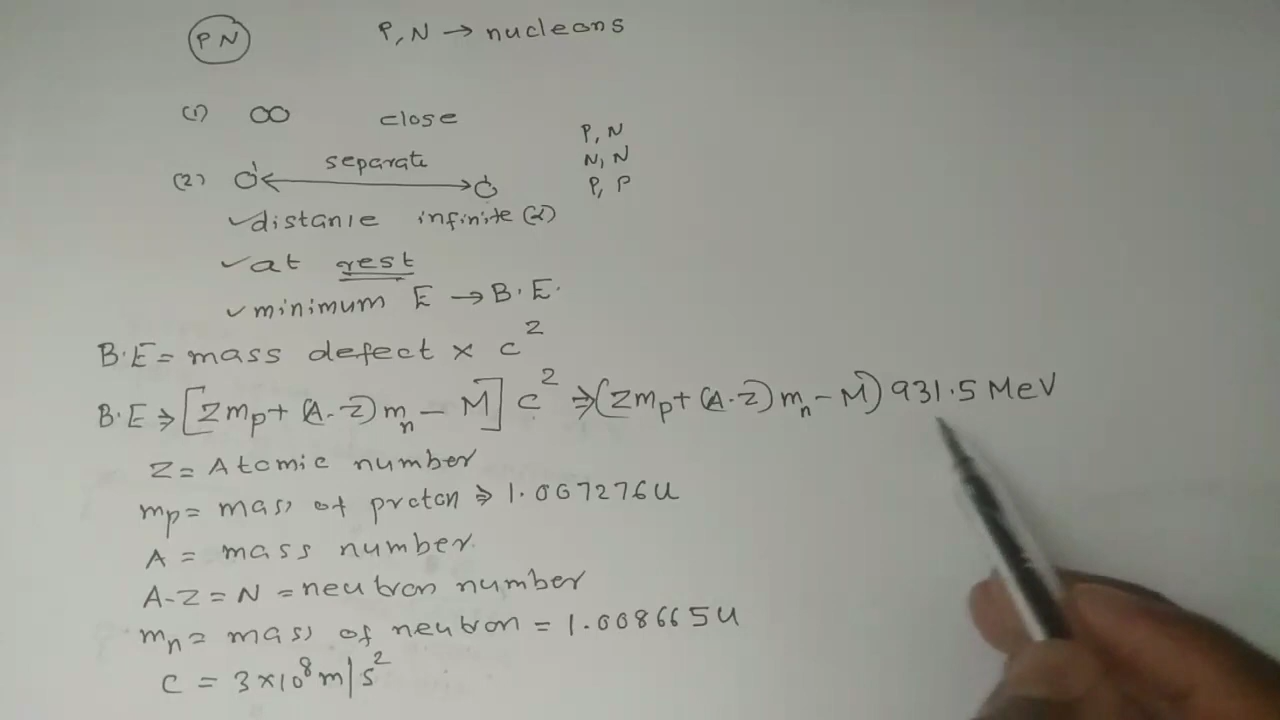 PN P, N → nucleons
(1) close
P, N
(2) separate N, N
P, P
✓distance infinite (α)
✓at rest
✓minimum E → B.E.
B.E = mass defect × c²
B.E ⇒ [Zmp + (A-Z)mn - M] c² ⇒ (Zmp + (A-Z)mn - M) 931.5 MeV
Z = Atomic number
mp = mass of proton ⇒ 1.007276u
A = mass number
A-Z = N = neutron number
mn = mass of neutron = 1.008665u
C = 3×10⁸m/s²